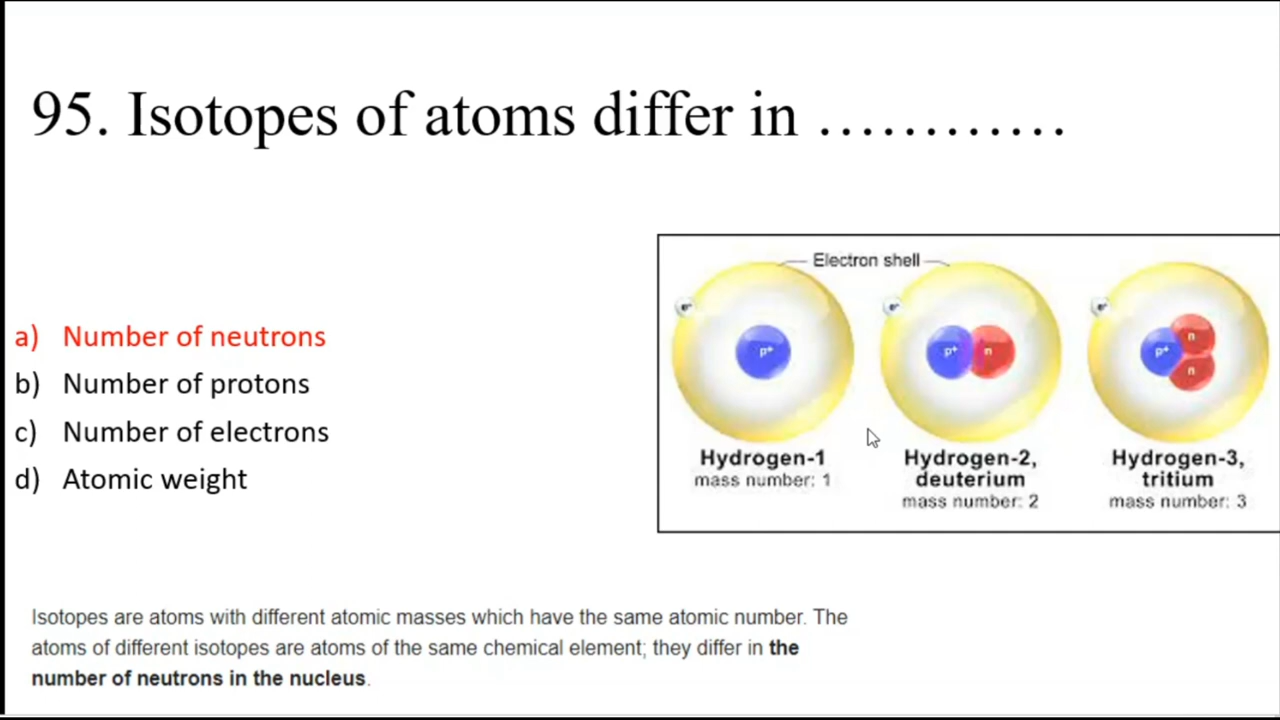 95. Isotopes of atoms differ in …………
a) Number of neutrons
b) Number of protons
c) Number of electrons
d) Atomic weight
Electron shell
e-
p+
Hydrogen-1
mass number: 1
e-
p+ n
Hydrogen-2,
deuterium
mass number: 2
e-
n
p+
n
Hydrogen-3,
tritium
mass number: 3
Isotopes are atoms with different atomic masses which have the same atomic number. The
atoms of different isotopes are atoms of the same chemical element; they differ in the
number of neutrons in the nucleus.